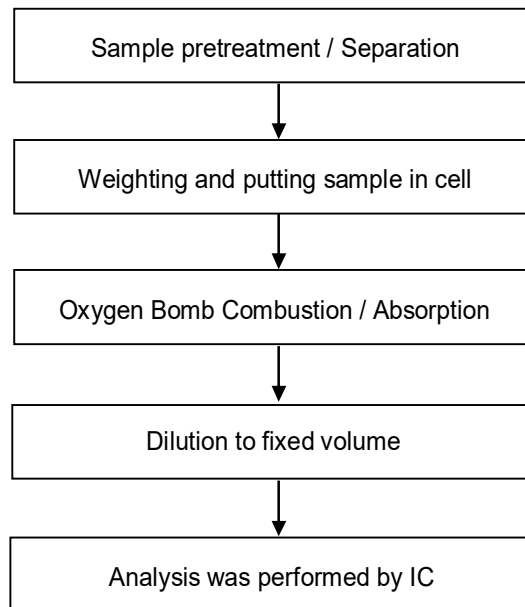 Sample pretreatment / Separation
Weighting and putting sample in cell
Oxygen Bomb Combustion / Absorption
Dilution to fixed volume
Analysis was performed by IC